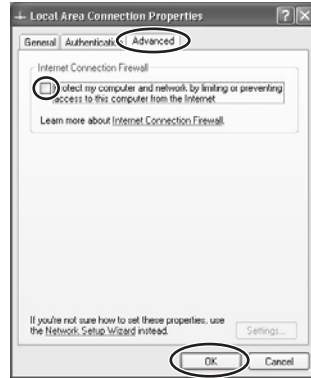 Local Area Connection Properties
General Authentication Advanced
Internet Connection Firewall
Protect my computer and network by limiting or preventing
access to this computer from the Internet
Learn more about Internet Connection Firewall.
If you're not sure how to set these properties, use
the Network Setup Wizard instead.
Settings...
OK Cancel